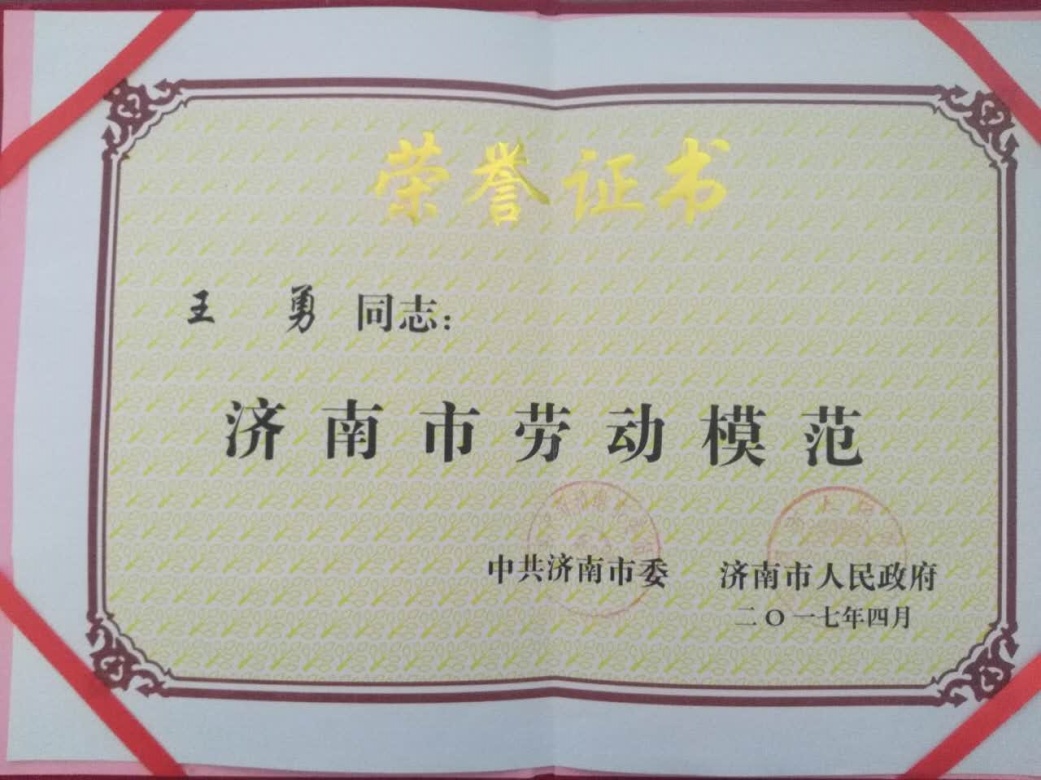 荣誉证书
王 勇 同志：
济南市劳动模范
中共济南市委 济南市人民政府
二〇一七年四月